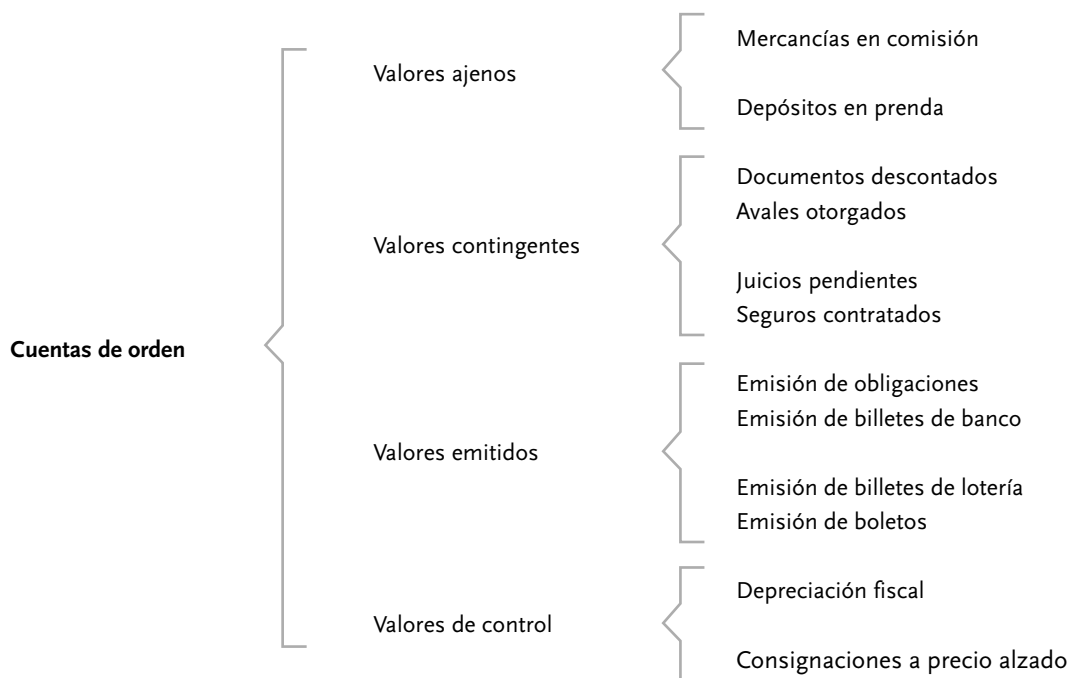 Cuentas de orden
Valores ajenos
Mercancías en comisión
Depósitos en prenda
Valores contingentes
Documentos descontados
Avales otorgados
Juicios pendientes
Seguros contratados
Valores emitidos
Emisión de obligaciones
Emisión de billetes de banco
Emisión de billetes de lotería
Emisión de boletos
Valores de control
Depreciación fiscal
Consignaciones a precio alzado